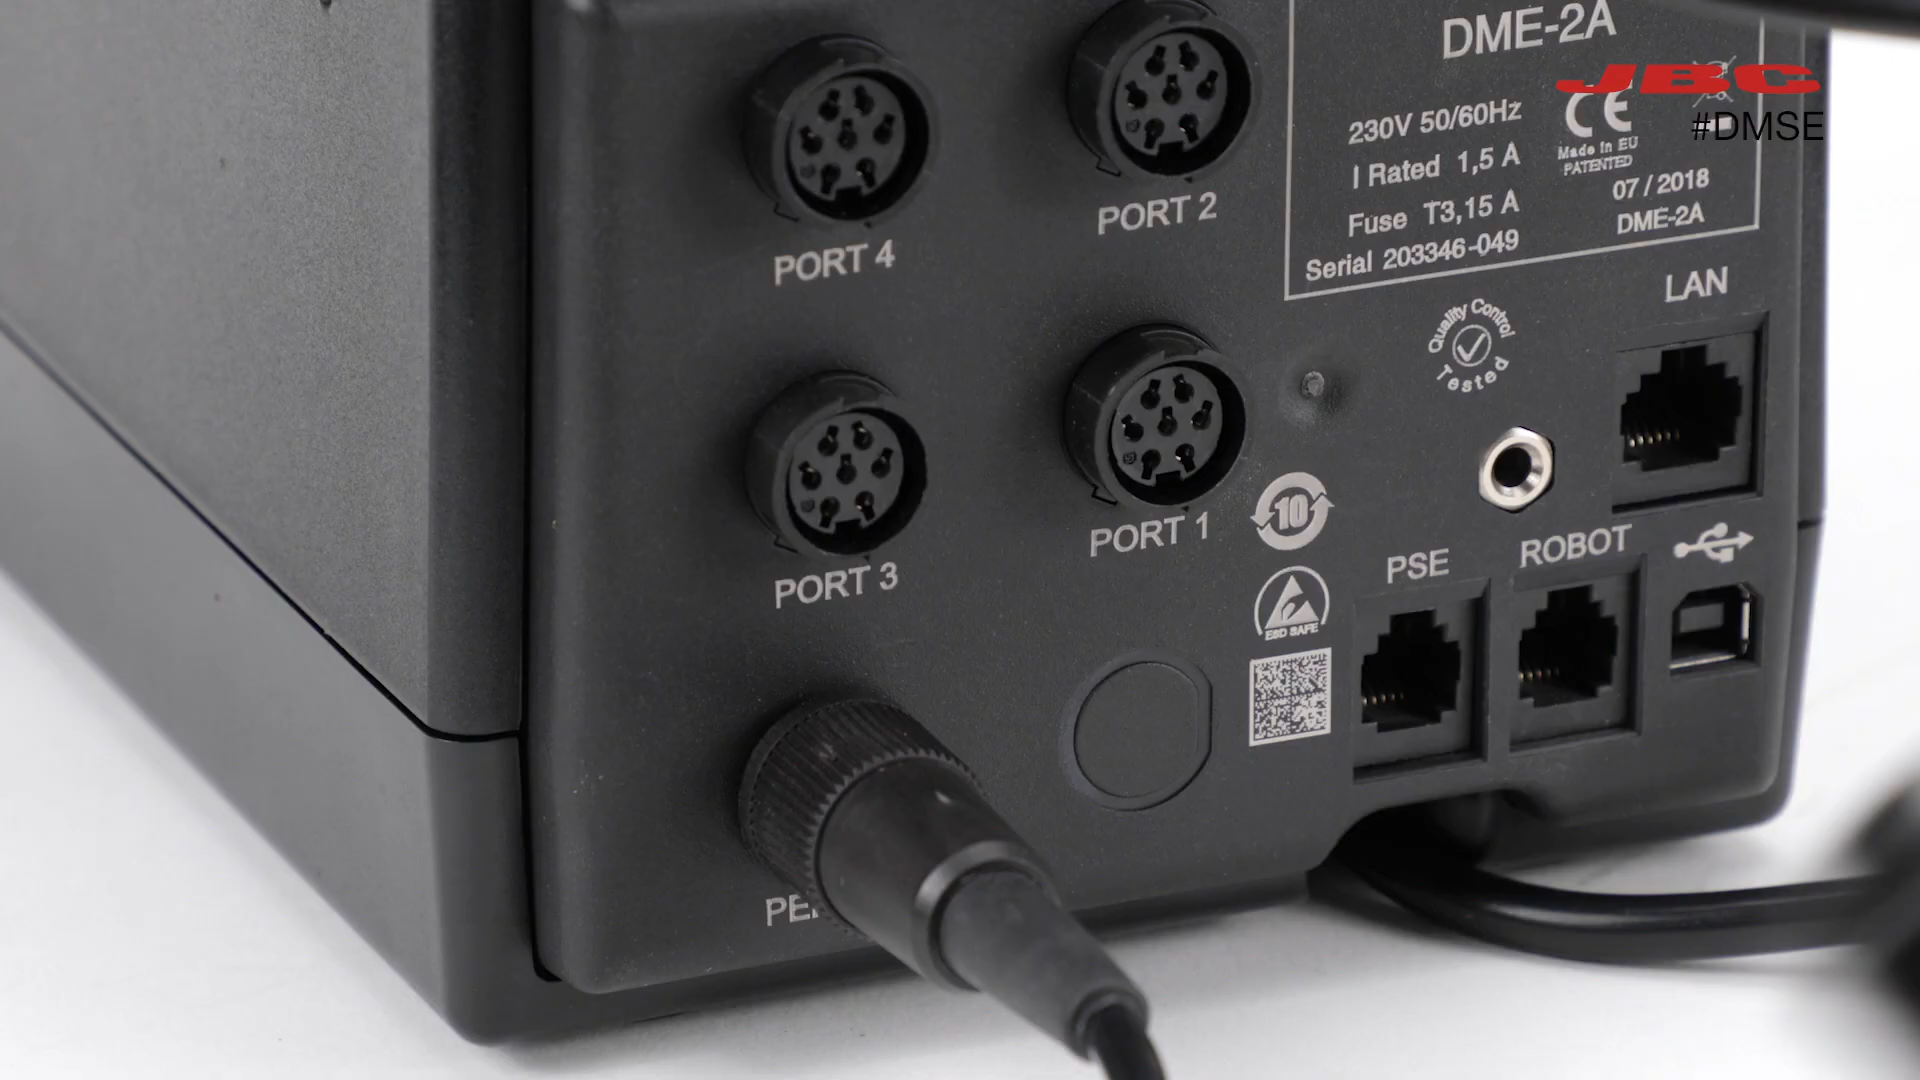 DME-2A
JBC
#DMSE
230V 50/60Hz
I Rated 1,5 A
Fuse T3,15 A
Serial 203346-049
CE
Made in EU
PATENTED
07 / 2018
DME-2A
PORT 2
PORT 4
LAN
Quality Control
Tested
PORT 1
10
PORT 3
PSE
ROBOT
ESD SAFE